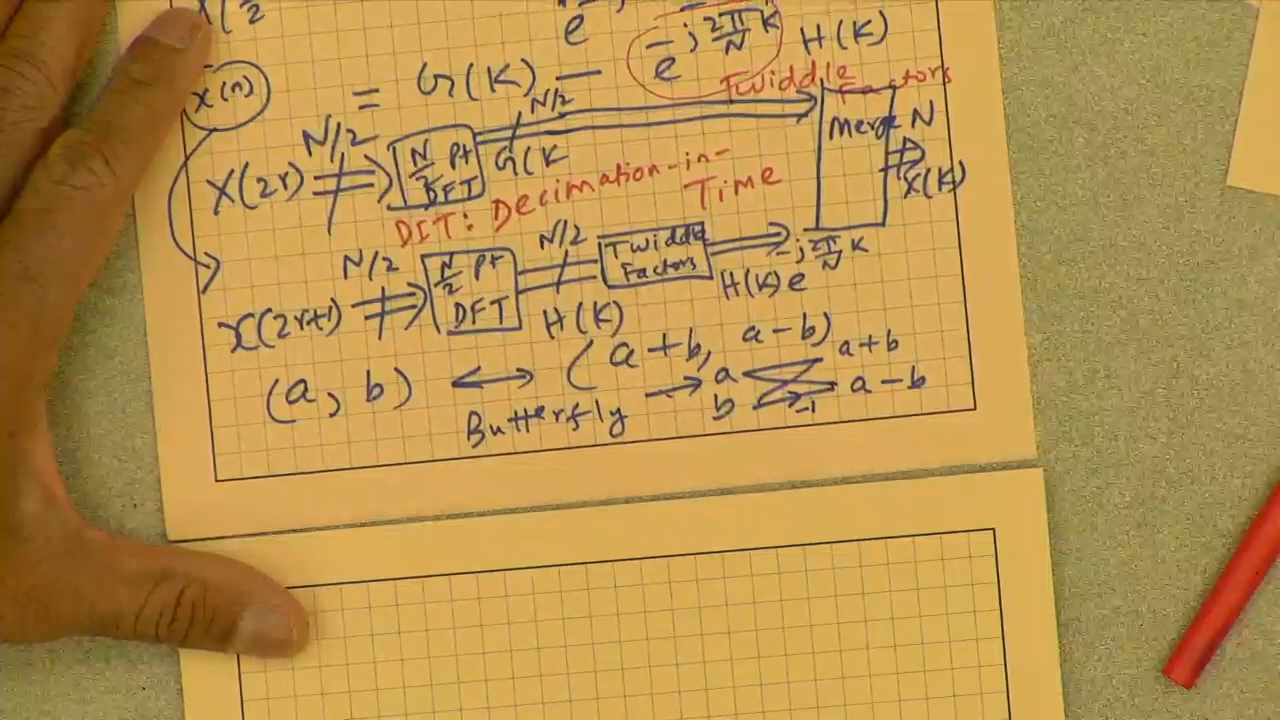 e
x(n) = G(K) — e^{-j 2π/N K} H(K)
Twiddle Factors
X(2r) N/2 N/2 pt DFT N/2 G(K Merge N X(K)
DIT: Decimation-in-Time
X(2r+1) N/2 N/2 pt DFT N/2 H(K) Twiddle Factors H(K) e^{-j 2π/N K}
(a, b) ↔ (a+b, a-b)
Butterfly → a b -1 a+b a-b